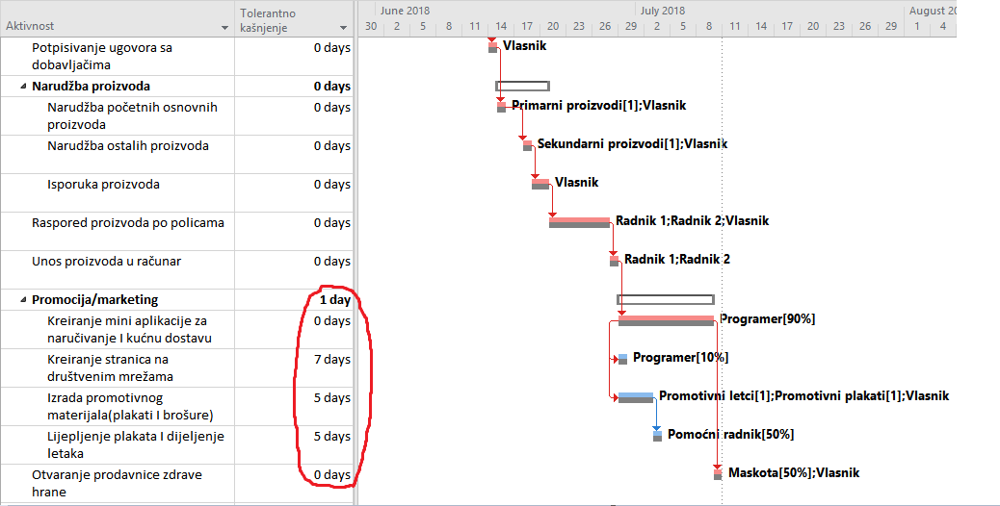 June 2018 July 2018 August 20
Aktivnost Tolerantno kašnjenje 30 2 5 8 11 14 17 20 23 26 29 2 5 8 11 14 17 20 23 26 29 1 4
Potpisivanje ugovora sa 0 days Vlasnik
dobavljačima
Narudžba proizvoda 0 days
Narudžba početnih osnovnih 0 days Primarni proizvodi[1];Vlasnik
proizvoda
Narudžba ostalih proizvoda 0 days Sekundarni proizvodi[1];Vlasnik
Isporuka proizvoda 0 days Vlasnik
Raspored proizvoda po policama 0 days Radnik 1;Radnik 2;Vlasnik
Unos proizvoda u računar 0 days Radnik 1;Radnik 2
Promocija/marketing 1 day
Kreiranje mini aplikacije za 0 days Programer[90%]
naručivanje I kućnu dostavu
Kreiranje stranica na 7 days Programer[10%]
društvenim mrežama
Izrada promotivnog 5 days Promotivni letci[1];Promotivni plakati[1];Vlasnik
materijala(plakati I brošure)
Lijepljenje plakata I dijeljenje 5 days Pomoćni radnik[50%]
letaka
Otvaranje prodavnice zdrave 0 days Maskota[50%];Vlasnik
hrane